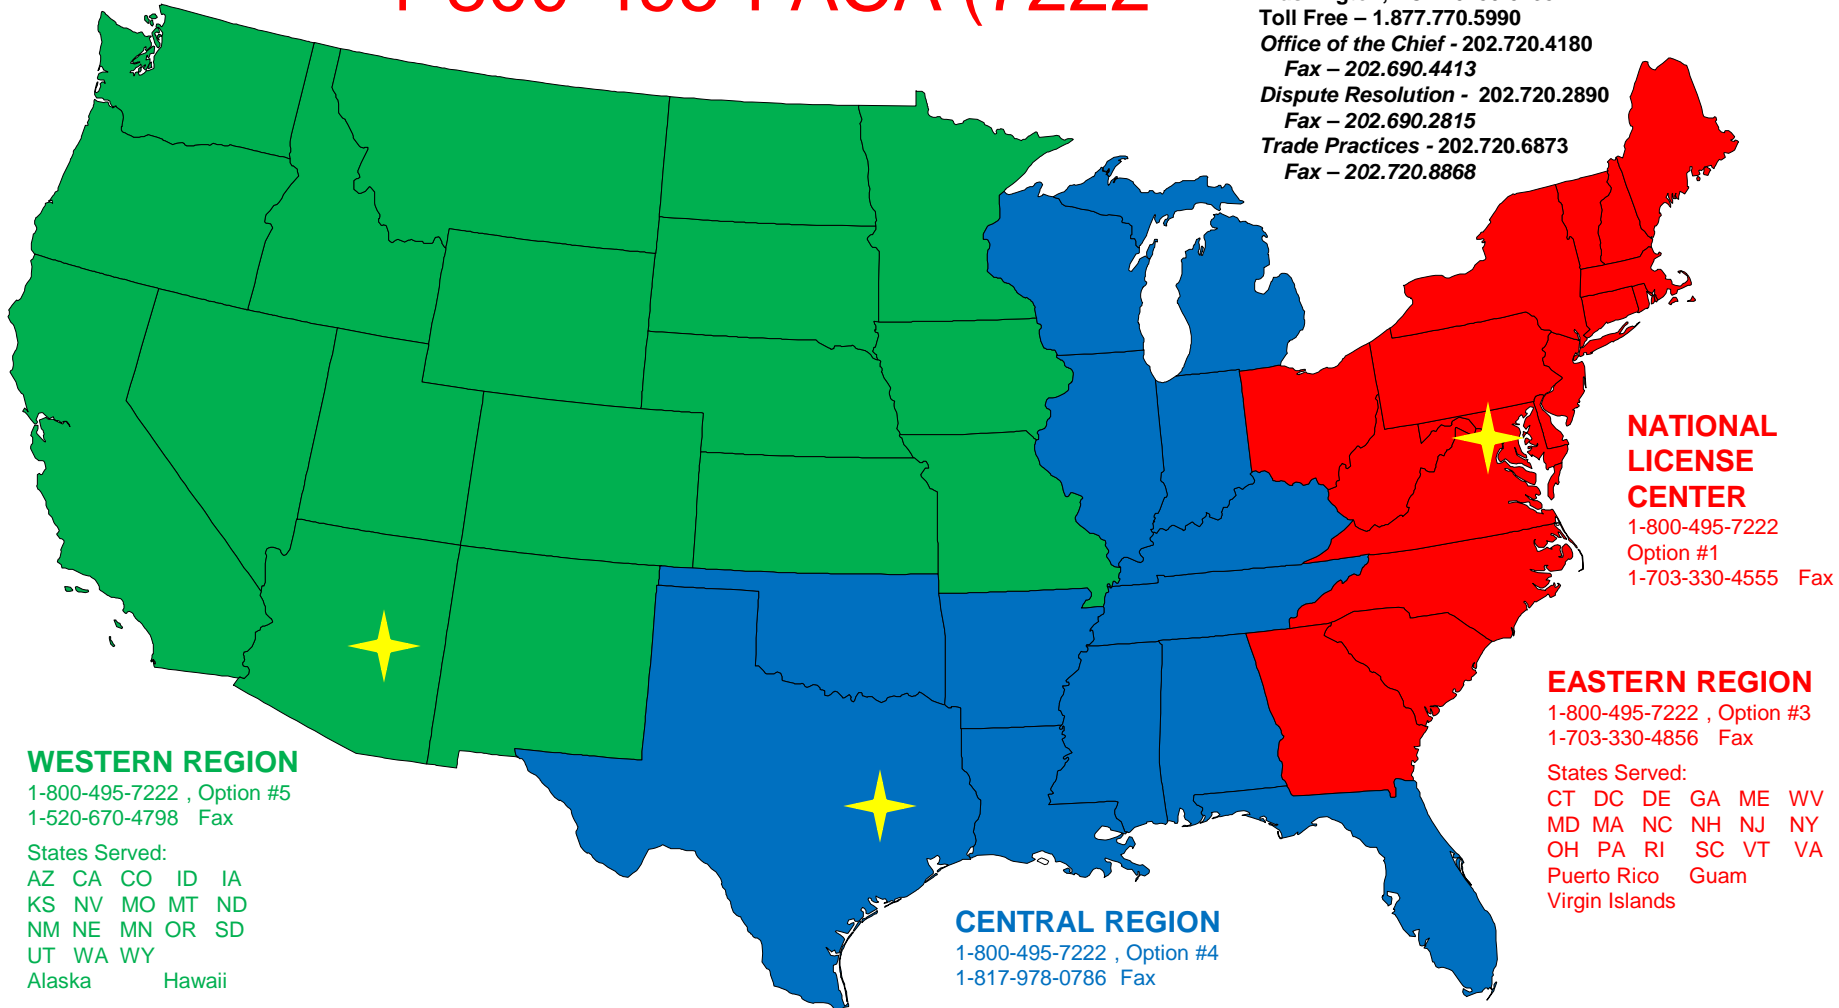 1-800-495-PACA (7222
Toll Free – 1.877.770.5990
Office of the Chief - 202.720.4180
Fax – 202.690.4413
Dispute Resolution - 202.720.2890
Fax – 202.690.2815
Trade Practices - 202.720.6873
Fax – 202.720.8868
NATIONAL
LICENSE
CENTER
1-800-495-7222
Option #1
1-703-330-4555 Fax
EASTERN REGION
1-800-495-7222 , Option #3
1-703-330-4856 Fax
States Served:
CT DC DE GA ME WV
MD MA NC NH NJ NY
OH PA RI SC VT VA
Puerto Rico Guam
Virgin Islands
WESTERN REGION
1-800-495-7222 , Option #5
1-520-670-4798 Fax
States Served:
AZ CA CO ID IA
KS NV MO MT ND
NM NE MN OR SD
UT WA WY
Alaska Hawaii
CENTRAL REGION
1-800-495-7222 , Option #4
1-817-978-0786 Fax